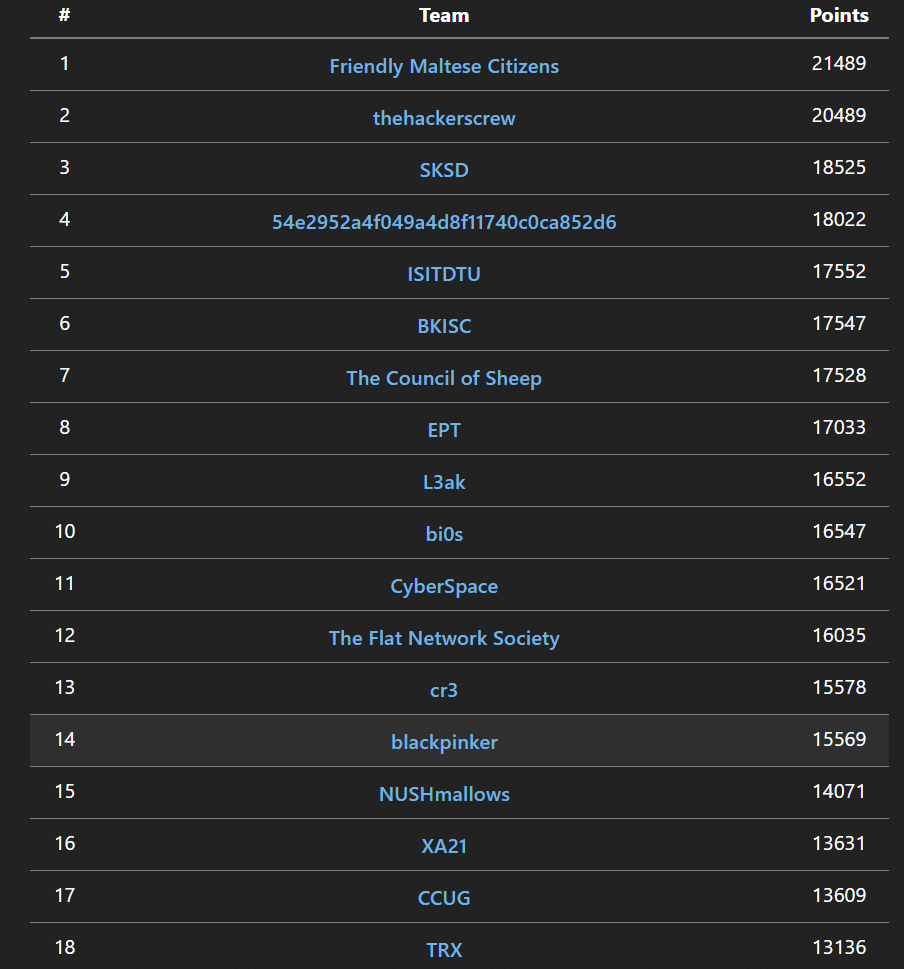 # Team Points
1 Friendly Maltese Citizens 21489
2 thehackerscrew 20489
3 SKSD 18525
4 54e2952a4f049a4d8f11740c0ca852d6 18022
5 ISITDTU 17552
6 BKISC 17547
7 The Council of Sheep 17528
8 EPT 17033
9 L3ak 16552
10 bi0s 16547
11 CyberSpace 16521
12 The Flat Network Society 16035
13 cr3 15578
14 blackpinker 15569
15 NUSHmallows 14071
16 XA21 13631
17 CCUG 13609
18 TRX 13136